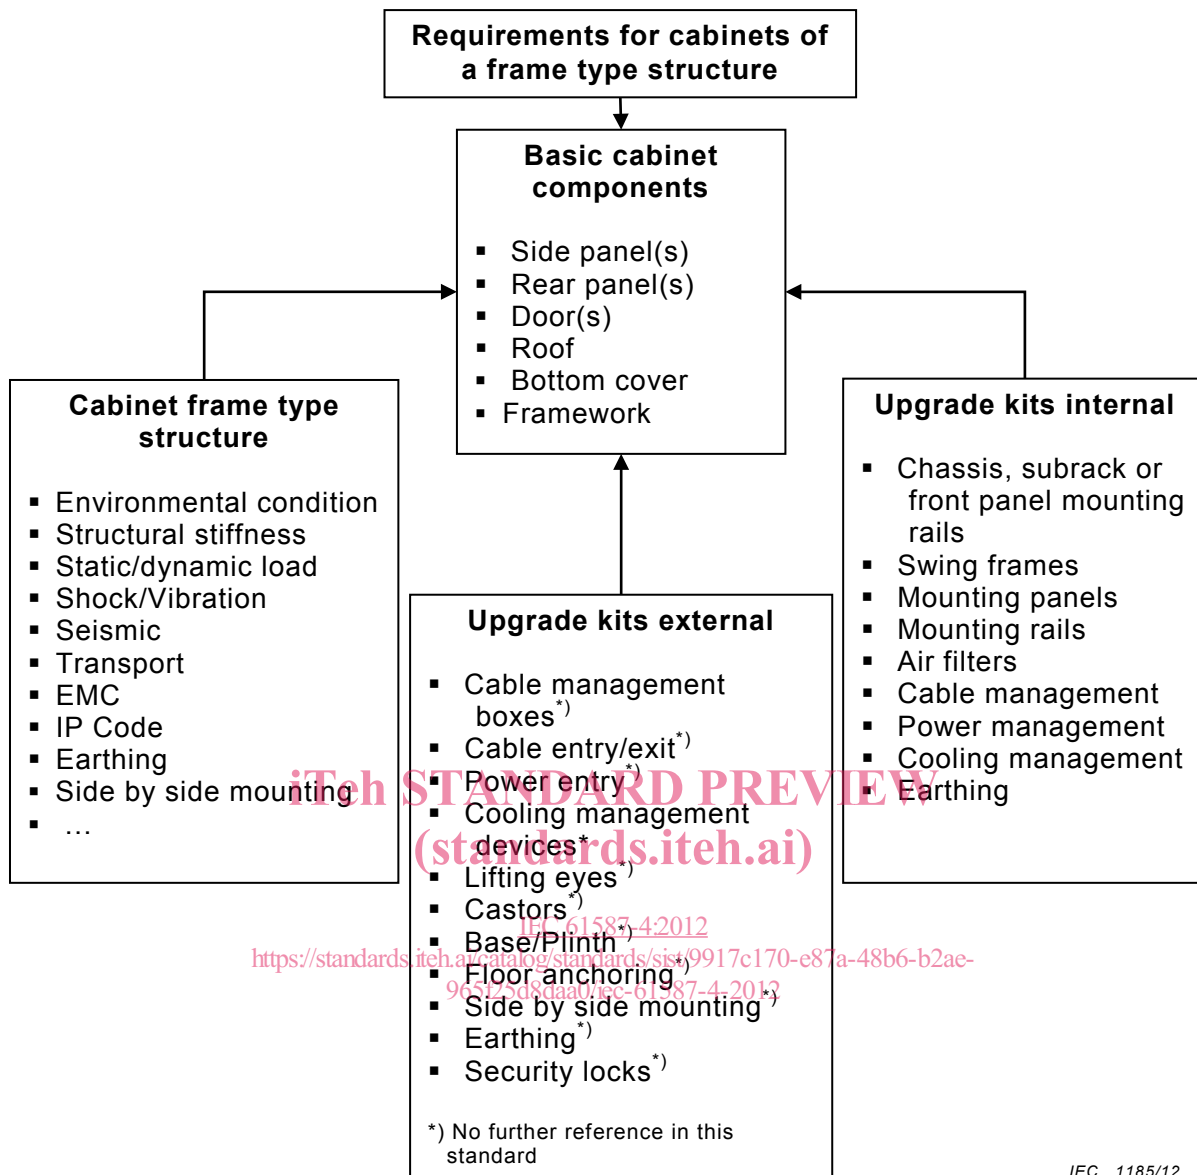 Requirements for cabinets of
a frame type structure
Basic cabinet
components
▪ Side panel(s)
▪ Rear panel(s)
▪ Door(s)
▪ Roof
▪ Bottom cover
▪ Framework
Cabinet frame type
structure
▪ Environmental condition
▪ Structural stiffness
▪ Static/dynamic load
▪ Shock/Vibration
▪ Seismic
▪ Transport
▪ EMC
▪ IP Code
▪ Earthing
▪ Side by side mounting
▪ ...
Upgrade kits external
▪ Cable management
boxes*)
▪ Cable entry/exit*)
▪ Power entry*)
▪ Cooling management
devices*
▪ Lifting eyes*)
▪ Castors*)
▪ Base/Plinth*)
▪ Floor anchoring*)
▪ Side by side mounting*)
▪ Earthing*)
▪ Security locks*)
*) No further reference in this
standard
Upgrade kits internal
▪ Chassis, subrack or
front panel mounting
rails
▪ Swing frames
▪ Mounting panels
▪ Mounting rails
▪ Air filters
▪ Cable management
▪ Power management
▪ Cooling management
▪ Earthing
iTeh STANDARD PREVIEW
(standards.iteh.ai)
IEC 61587-4:2012
https://standards.iteh.ai/catalog/standards/sist/9917c170-e87a-48b6-b2ae-
965f25d8daa0/iec-61587-4-2012
IEC 1185/12